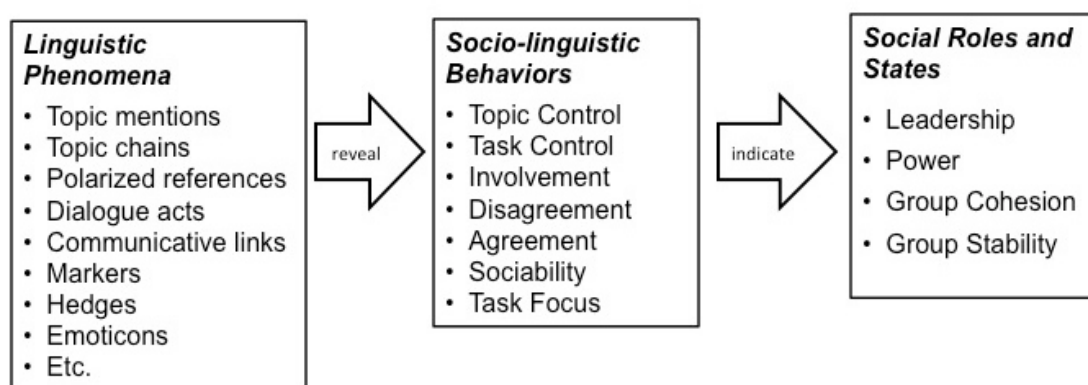 Linguistic
Phenomena
• Topic mentions
• Topic chains
• Polarized references
• Dialogue acts
• Communicative links
• Markers
• Hedges
• Emoticons
• Etc.
reveal
Socio-linguistic
Behaviors
• Topic Control
• Task Control
• Involvement
• Disagreement
• Agreement
• Sociability
• Task Focus
indicate
Social Roles and
States
• Leadership
• Power
• Group Cohesion
• Group Stability